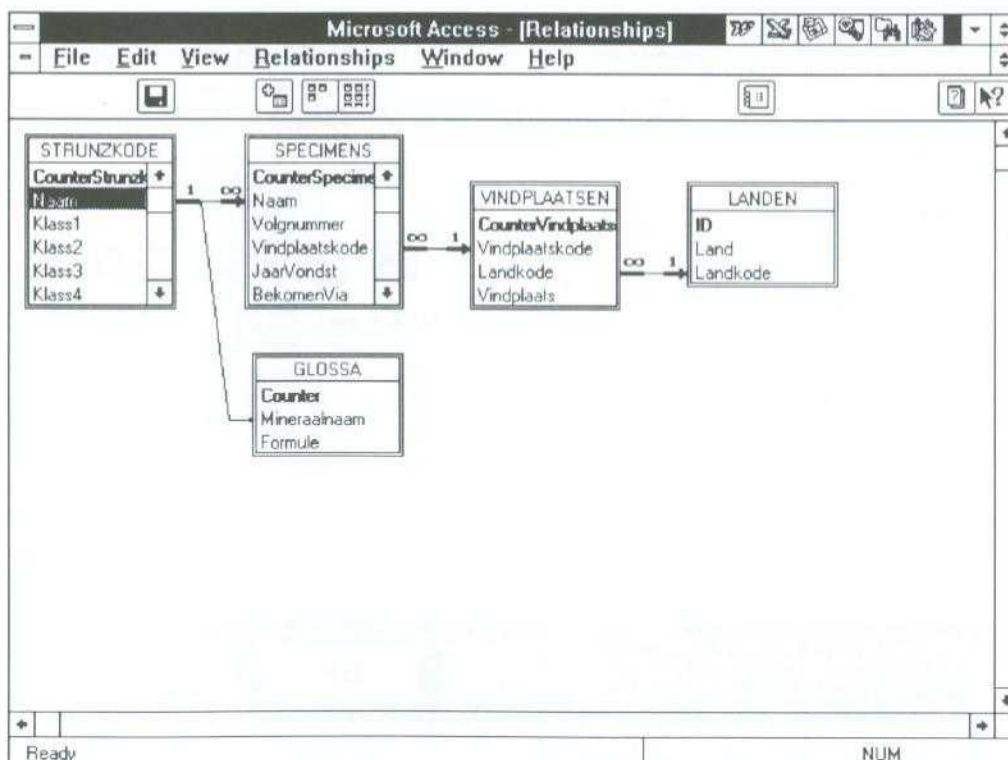 Microsoft Access - [Relationships]
File Edit View Relationships Window Help
STRUNZKODE
CounterStrunzk
Naam
Klass1
Klass2
Klass3
Klass4
1 ∞
SPECIMENS
CounterSpecime
Naam
Volgnummer
Vindplaatskode
JaarVondst
BekomenVia
∞ 1
VINDPLAATSEN
CounterVindplaats
Vindplaatskode
Landkode
Vindplaats
∞ 1
LANDEN
ID
Land
Landkode
GLOSSA
Counter
Mineraalnaam
Formule
Ready NUM